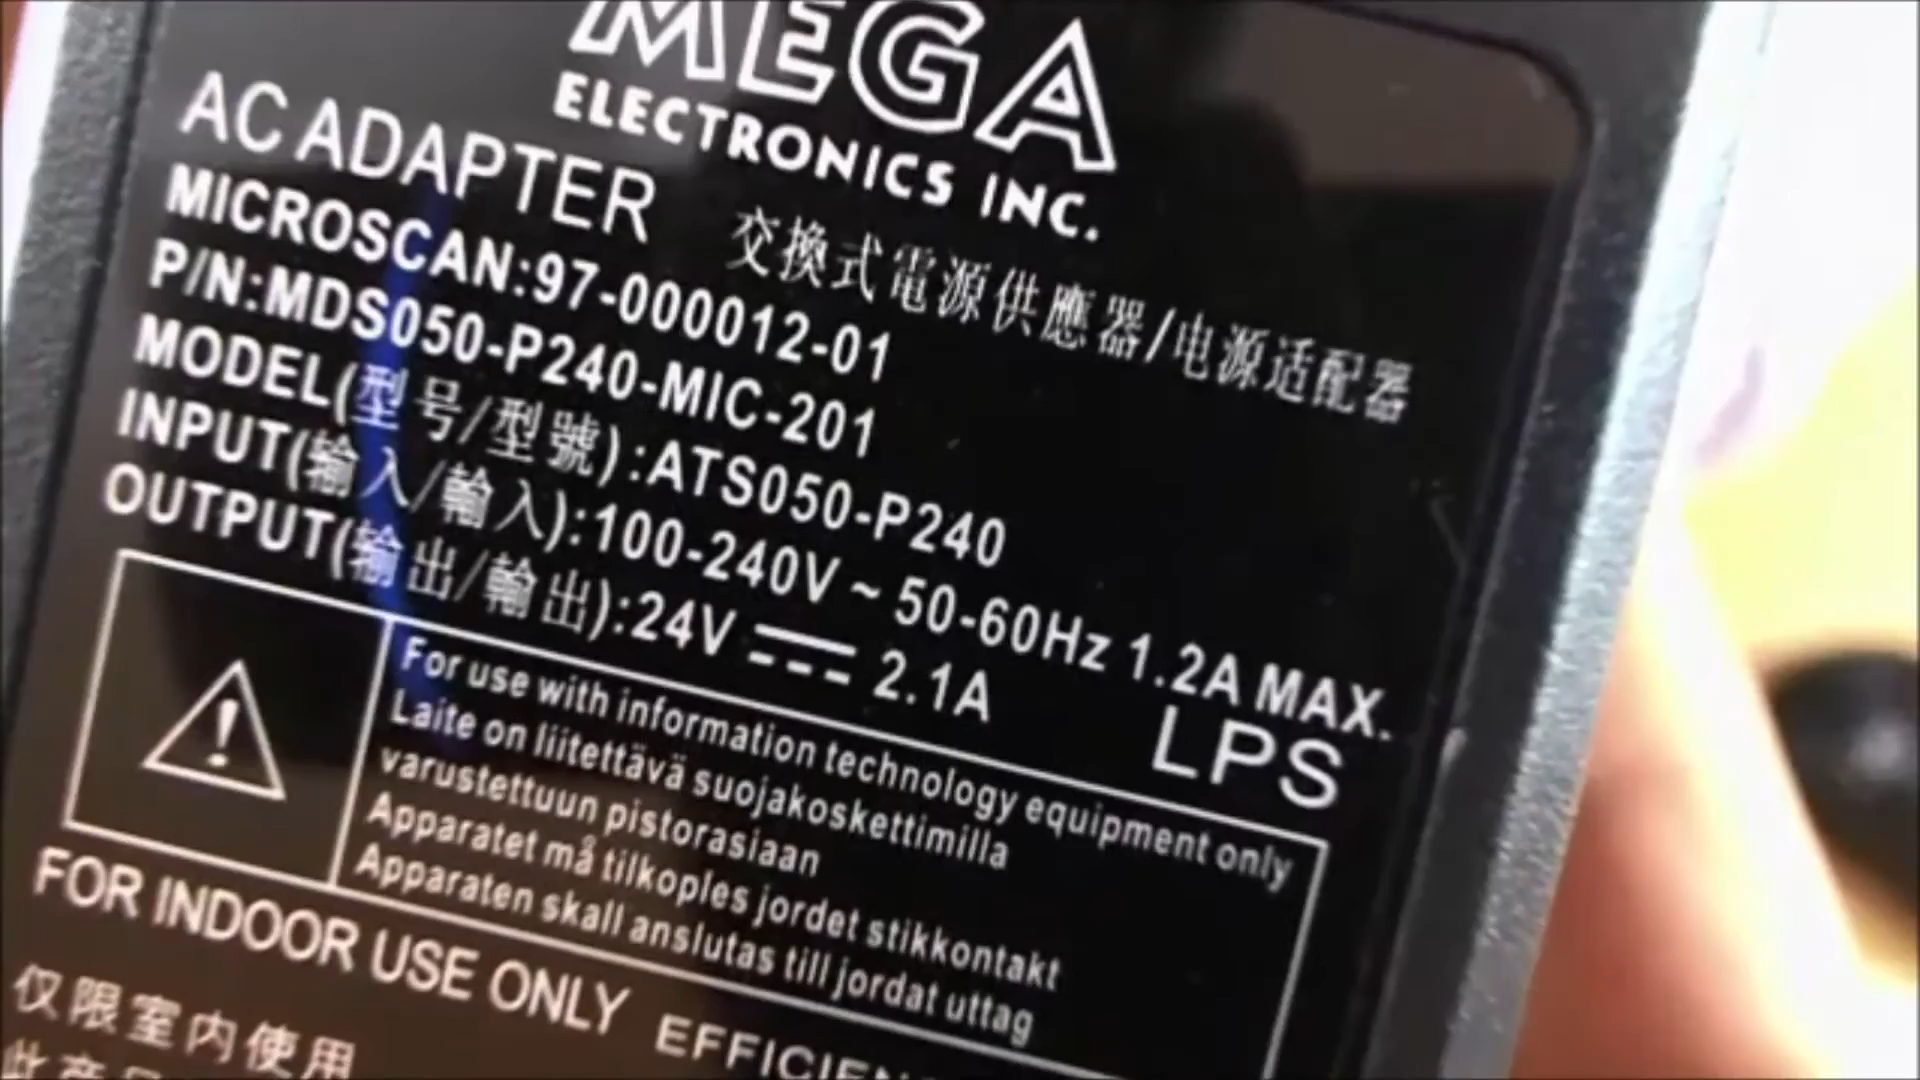 MEGA
ELECTRONICS INC.
AC ADAPTER 交換式電源供應器/电源适配器
MICROSCAN:97-000012-01
P/N:MDS050-P240-MIC-201
MODEL(型号/型號):ATS050-P240
INPUT(输入/輸入):100-240V ~ 50-60Hz 1.2A MAX.
OUTPUT(输出/輸出):24V ⎓ 2.1A LPS
For use with information technology equipment only
Laite on liitettävä suojakoskettimilla
varustettuun pistorasiaan
Apparatet må tilkoples jordet stikkontakt
Apparaten skall anslutas till jordat uttag
FOR INDOOR USE ONLY
仅限室内使用
此产品